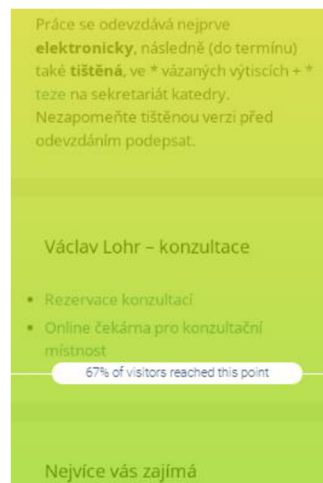 Práce se odevzdává nejprve
elektronicky, následně (do termínu)
také tištěná, ve * vázaných výtiscích + *
teze na sekretariát katedry.
Nezapomeňte tištěnou verzi před
odevzdáním podepsat.
Václav Lohr – konzultace
• Rezervace konzultací
• Online čekárna pro konzultační
místnost
67% of visitors reached this point
Nejvíce vás zajímá